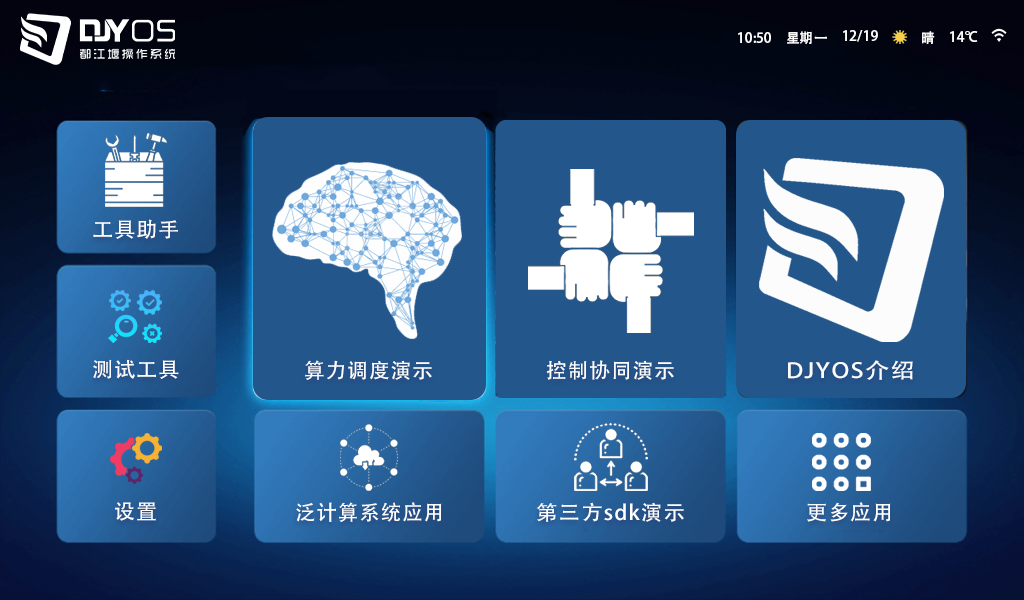 DJYOS
都江堰操作系统
10:50 星期一 12/19 晴 14℃
工具助手
测试工具
设置
算力调度演示
控制协同演示
DJYOS介绍
泛计算系统应用
第三方sdk演示
更多应用